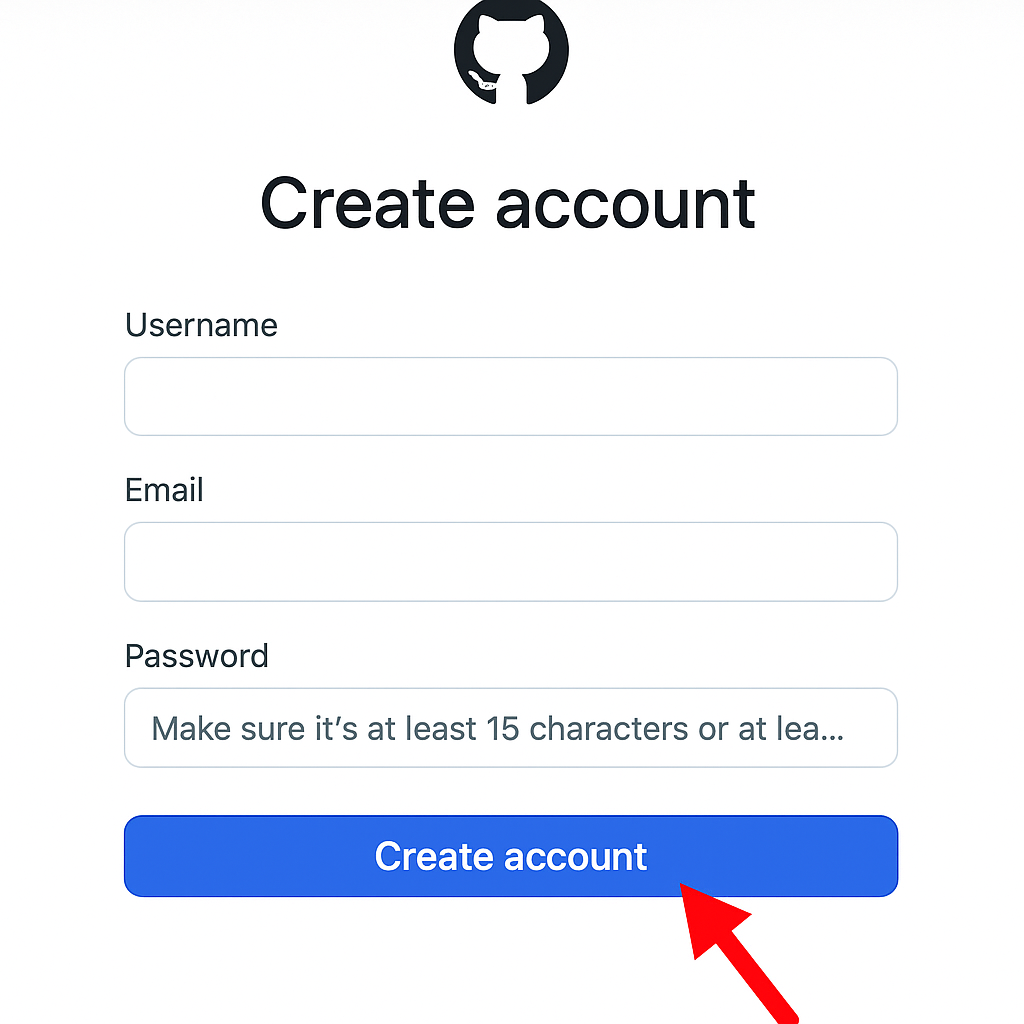 Create account
Username
Email
Password
Make sure it’s at least 15 characters or at lea...
Create account